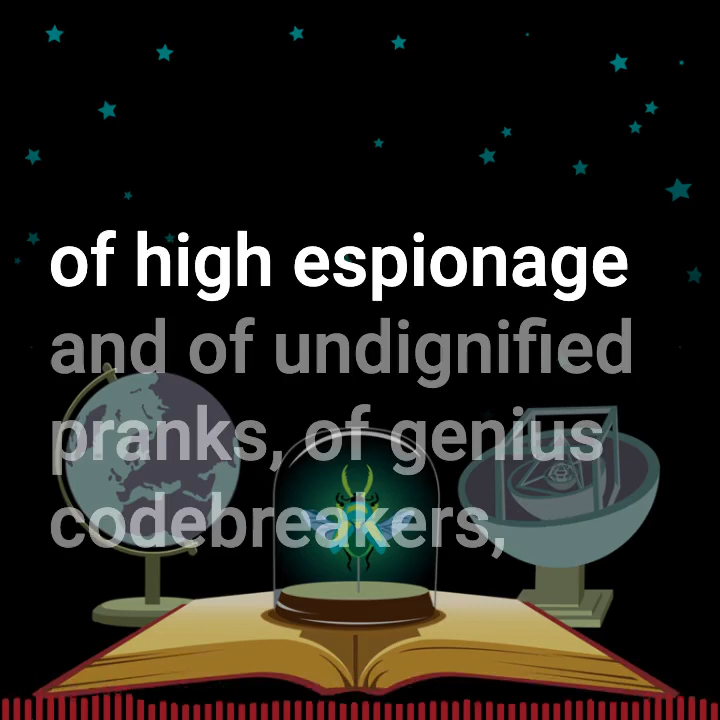 of high espionage
and of undignified
pranks, of genius
codebreakers,